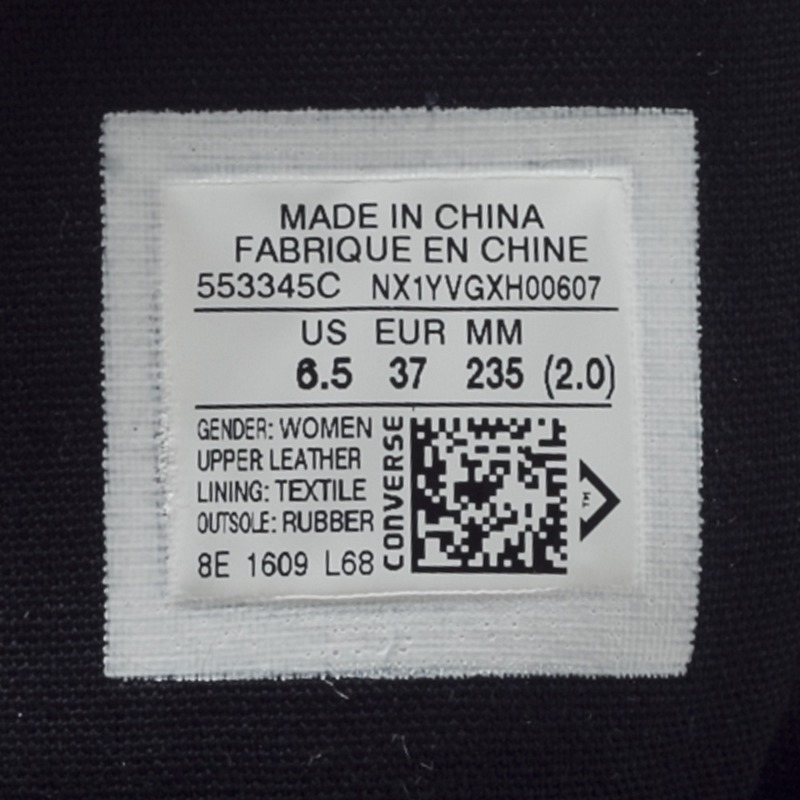 MADE IN CHINA
FABRIQUE EN CHINE
553345C NX1YVGXH00607
US EUR MM
6.5 37 235 (2.0)
GENDER: WOMEN
UPPER LEATHER
LINING: TEXTILE
OUTSOLE: RUBBER
8E 1609 L68
CONVERSE
TM